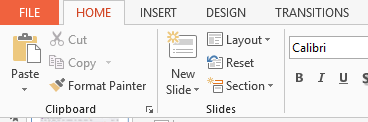 FILE HOME INSERT DESIGN TRANSITIONS
Cut
Copy
Format Painter
Paste
Clipboard
New
Slide
Layout
Reset
Section
Slides
Calibri
B I U S